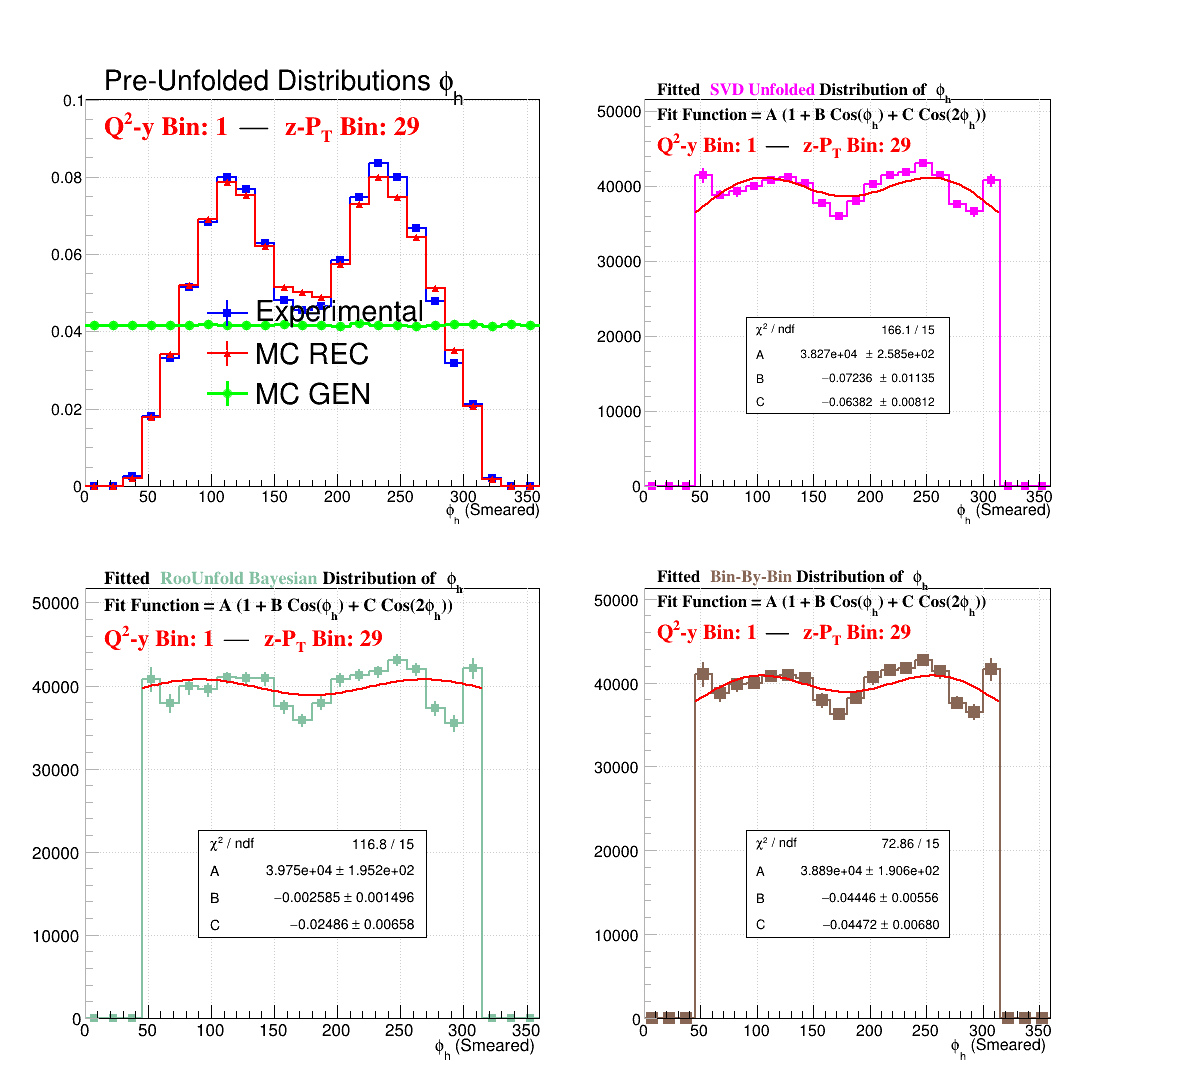 Pre-Unfolded Distributions ϕh
Q²-y Bin: 1 — z-PT Bin: 29
0.1
0.08
0.06
0.04
0.02
0
Experimental
MC REC
MC GEN
0 50 100 150 200 250 300 350
ϕh (Smeared)
Fitted SVD Unfolded Distribution of ϕh
Fit Function = A (1 + B Cos(ϕh) + C Cos(2ϕh))
Q²-y Bin: 1 — z-PT Bin: 29
50000
40000
30000
20000
10000
0
χ² / ndf 166.1 / 15
A 3.827e+04 ± 2.585e+02
B −0.07236 ± 0.01135
C −0.06382 ± 0.00812
0 50 100 150 200 250 300 350
ϕh (Smeared)
Fitted RooUnfold Bayesian Distribution of ϕh
Fit Function = A (1 + B Cos(ϕh) + C Cos(2ϕh))
Q²-y Bin: 1 — z-PT Bin: 29
50000
40000
30000
20000
10000
0
χ² / ndf 116.8 / 15
A 3.975e+04 ± 1.952e+02
B −0.002585 ± 0.001496
C −0.02486 ± 0.00658
0 50 100 150 200 250 300 350
ϕh (Smeared)
Fitted Bin-By-Bin Distribution of ϕh
Fit Function = A (1 + B Cos(ϕh) + C Cos(2ϕh))
Q²-y Bin: 1 — z-PT Bin: 29
50000
40000
30000
20000
10000
0
χ² / ndf 72.86 / 15
A 3.889e+04 ± 1.906e+02
B −0.04446 ± 0.00556
C −0.04472 ± 0.00680
0 50 100 150 200 250 300 350
ϕh (Smeared)